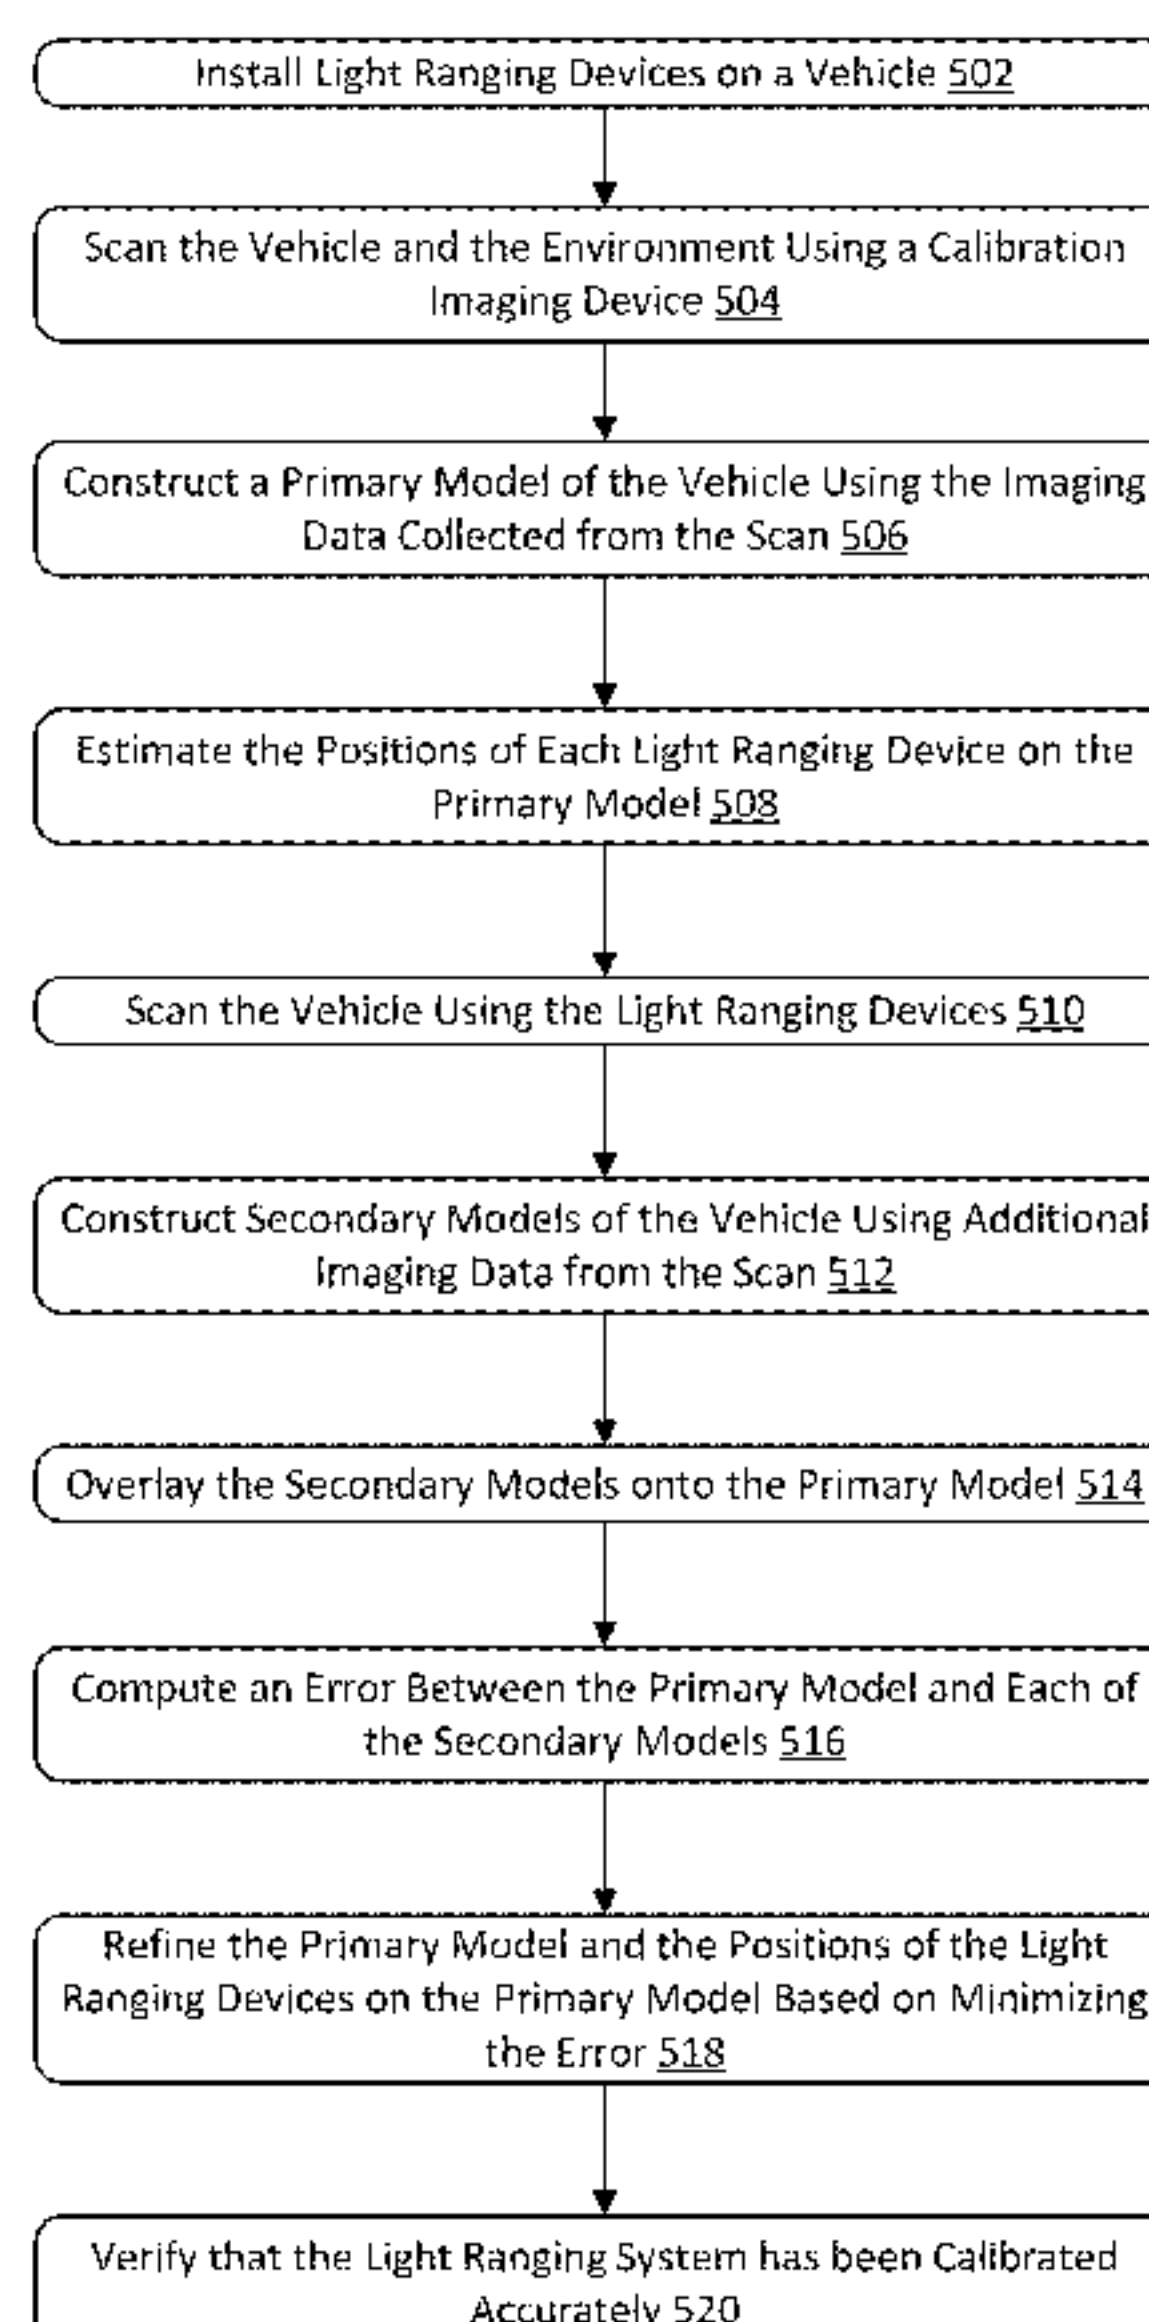 Install Light Ranging Devices on a Vehicle 502
Scan the Vehicle and the Environment Using a Calibration
Imaging Device 504
Construct a Primary Model of the Vehicle Using the Imaging
Data Collected from the Scan 506
Estimate the Positions of Each Light Ranging Device on the
Primary Model 508
Scan the Vehicle Using the Light Ranging Devices 510
Construct Secondary Models of the Vehicle Using Additional
Imaging Data from the Scan 512
Overlay the Secondary Models onto the Primary Model 514
Compute an Error Between the Primary Model and Each of
the Secondary Models 516
Refine the Primary Model and the Positions of the Light
Ranging Devices on the Primary Model Based on Minimizing
the Error 518
Verify that the Light Ranging System has been Calibrated
Accurately 520